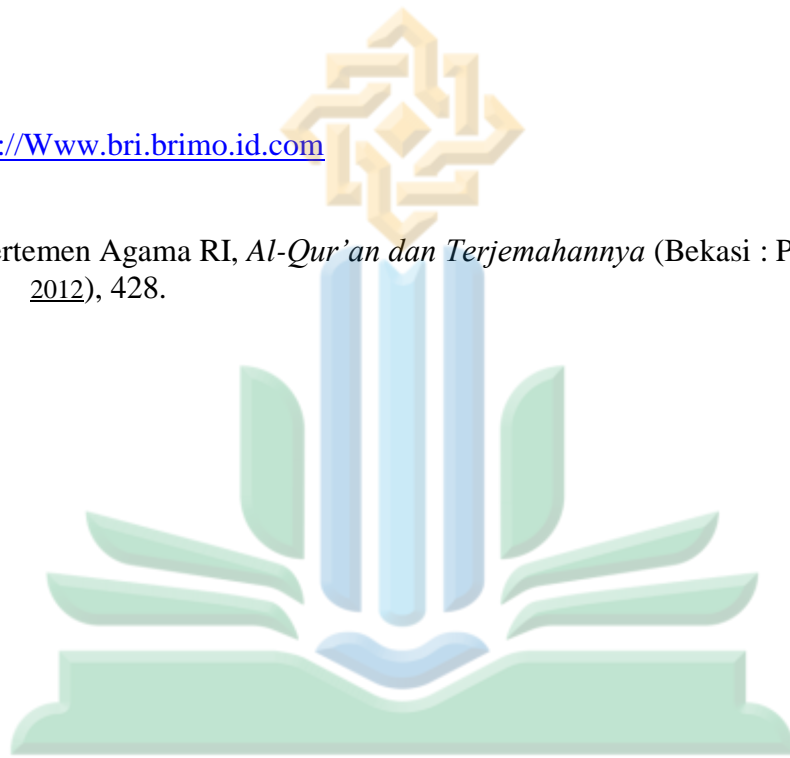 ://Www.bri.brimo.id.com
ertemen Agama RI, Al-Qur’an dan Terjemahannya (Bekasi : P
2012), 428.